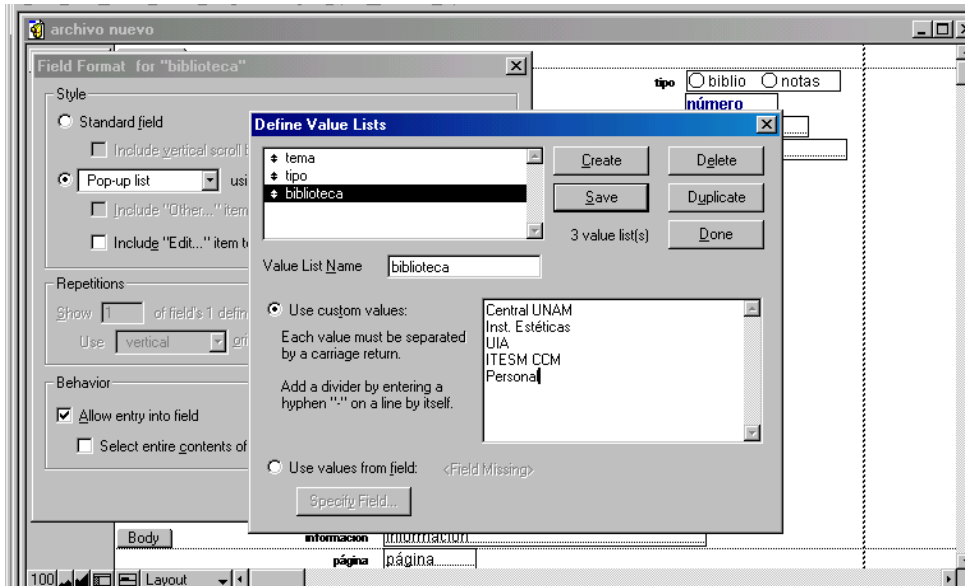 archivo nuevo
Field Format for "biblioteca"
Style
Standard field
Include vertical scroll
Pop-up list
Include "Other..." item
Include "Edit..." item
Repetitions
Show 1 of field's 1
Use vertical
Behavior
Allow entry into field
Select entire contents of
tipo biblio notas
número
Define Value Lists
tema
tipo
biblioteca
Create
Delete
Save
Duplicate
3 value list(s)
Done
Value List Name biblioteca
Use custom values:
Each value must be separated
by a carriage return.
Add a divider by entering a
hyphen "-" on a line by itself.
Central UNAM
Inst. Estéticas
UIA
ITESM CCM
Personal
Use values from field: <Field Missing>
Specify Field...
Body
información información
página página
100 Layout